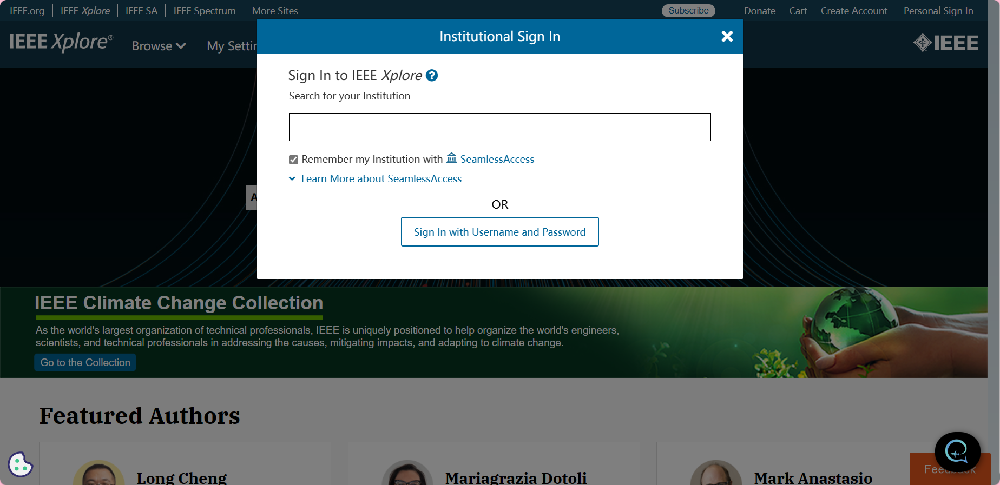 IEEE.org IEEE Xplore IEEE SA IEEE Spectrum More Sites Subscribe Donate Cart Create Account Personal Sign In
IEEE Xplore® Browse My Settin IEEE
Institutional Sign In
Sign In to IEEE Xplore
Search for your Institution
Remember my Institution with SeamlessAccess
Learn More about SeamlessAccess
A
OR
Sign In with Username and Password
IEEE Climate Change Collection
As the world's largest organization of technical professionals, IEEE is uniquely positioned to help organize the world's engineers,
scientists, and technical professionals in addressing the causes, mitigating impacts, and adapting to climate change.
Go to the Collection
Featured Authors
Long Cheng Mariagrazia Dotoli Mark Anastasio
Feedback